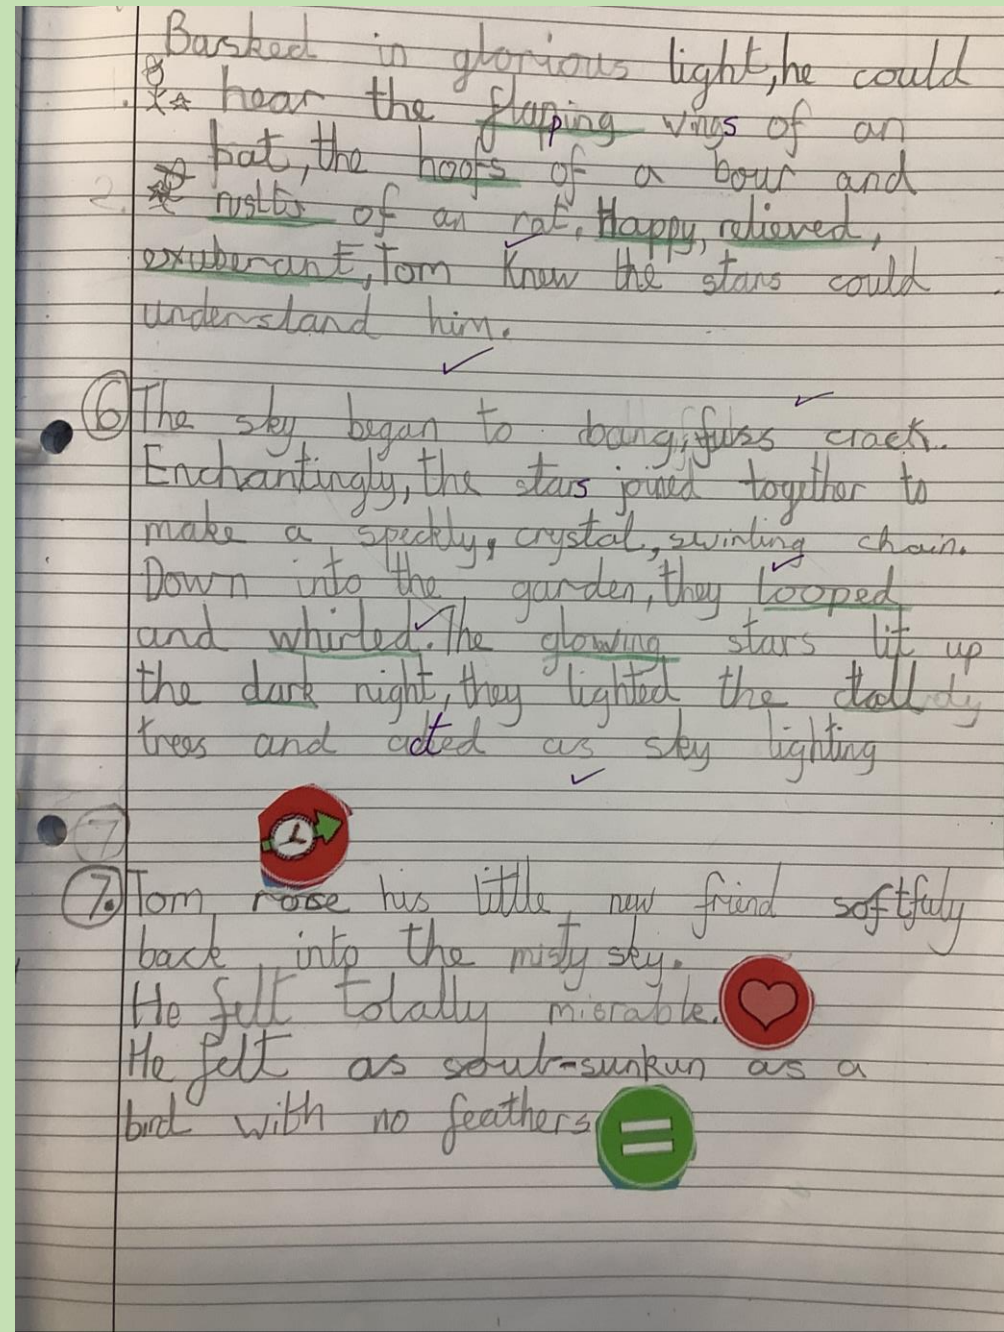 Basked in glorious light, he could
hear the flapping wings of an
bat, the hoofs of a bour and
rustls of an rat. Happy, relieved,
exuberant, Tom knew the stars could
understand him.
6 The sky began to bang, fuss crack..
Enchantingly, the stars joined together to
make a speckly, crystal, swirling chain.
Down into the garden, they looped
and whirled. The glowing stars lit up
the dark night, they lighted the tall
trees and acted as sky lighting
7
7. Tom rose his little new friend softfuly
back into the misty sky.
He felt totally misrable.
He felt as soul-sunkun as a
bird with no feathers